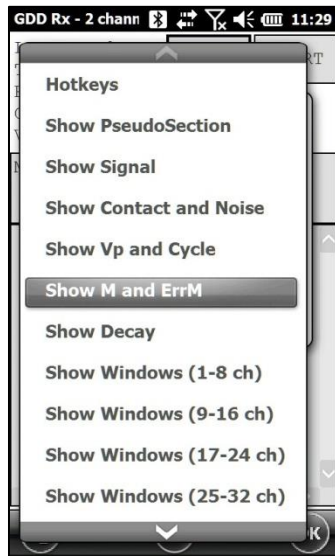 GDD Rx - 2 chann 11:29
RT
Hotkeys
Show PseudoSection
Show Signal
Show Contact and Noise
Show Vp and Cycle
Show M and ErrM
Show Decay
Show Windows (1-8 ch)
Show Windows (9-16 ch)
Show Windows (17-24 ch)
Show Windows (25-32 ch)